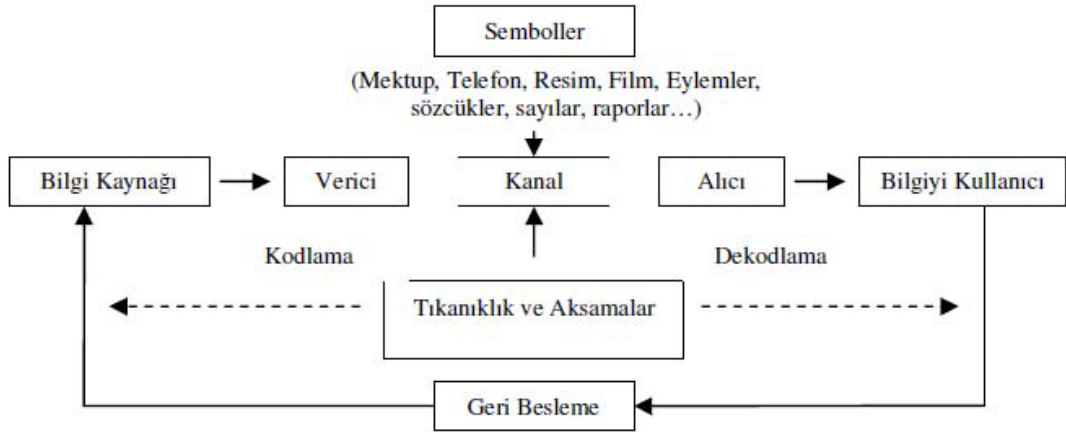 Semboller
(Mektup, Telefon, Resim, Film, Eylemler,
sözcükler, sayılar, raporlar…)
Bilgi Kaynağı
Verici
Kanal
Alıcı
Bilgiyi Kullanıcı
Kodlama
Dekodlama
Tıkanıklık ve Aksamalar
Geri Besleme